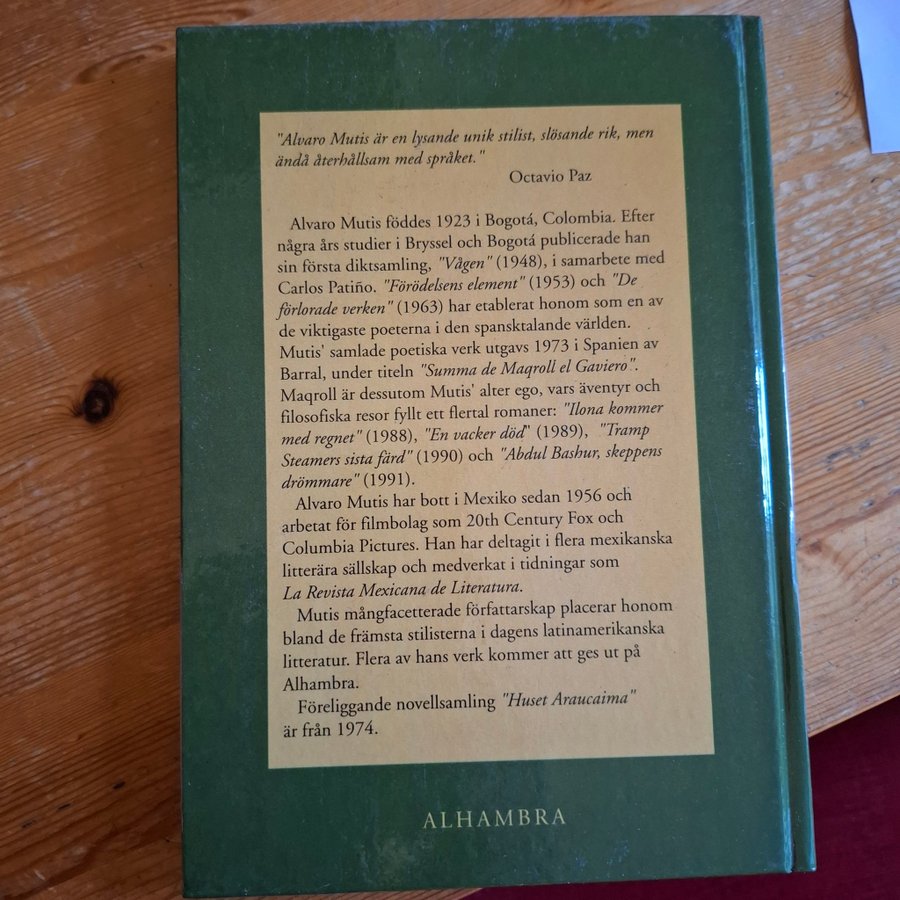 "Alvaro Mutis är en lysande unik stilist, slösande rik, men
ändå återhållsam med språket."
Octavio Paz
Alvaro Mutis föddes 1923 i Bogotá, Colombia. Efter
några års studier i Bryssel och Bogotá publicerade han
sin första diktsamling, "Vågen" (1948), i samarbete med
Carlos Patiño. "Förödelsens element" (1953) och "De
förlorade verken" (1963) har etablerat honom som en av
de viktigaste poeterna i den spansktalande världen.
Mutis' samlade poetiska verk utgavs 1973 i Spanien av
Barral, under titeln "Summa de Maqroll el Gaviero".
Maqroll är dessutom Mutis' alter ego, vars äventyr och
filosofiska resor fyllt ett flertal romaner: "Ilona kommer
med regnet" (1988), "En vacker död" (1989), "Tramp
Steamers sista färd" (1990) och "Abdul Bashur, skeppens
drömmare" (1991).
Alvaro Mutis har bott i Mexiko sedan 1956 och
arbetat för filmbolag som 20th Century Fox och
Columbia Pictures. Han har deltagit i flera mexikanska
litterära sällskap och medverkat i tidningar som
La Revista Mexicana de Literatura.
Mutis mångfacetterade författarskap placerar honom
bland de främsta stilisterna i dagens latinamerikanska
litteratur. Flera av hans verk kommer att ges ut på
Alhambra.
Föreliggande novellsamling "Huset Araucaima"
är från 1974.
ALHAMBRA